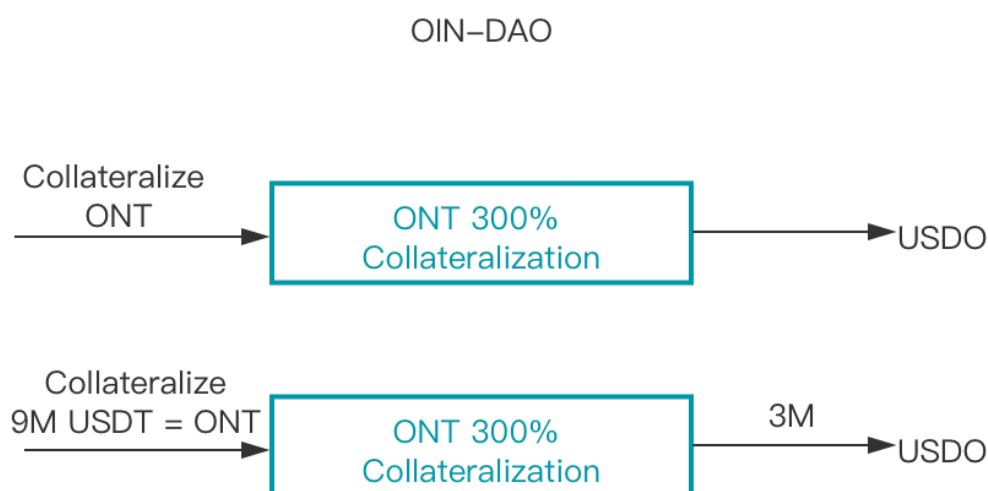 OIN–DAO
Collateralize
ONT
ONT 300%
Collateralization
USDO
Collateralize
9M USDT = ONT
ONT 300%
Collateralization
3M
USDO